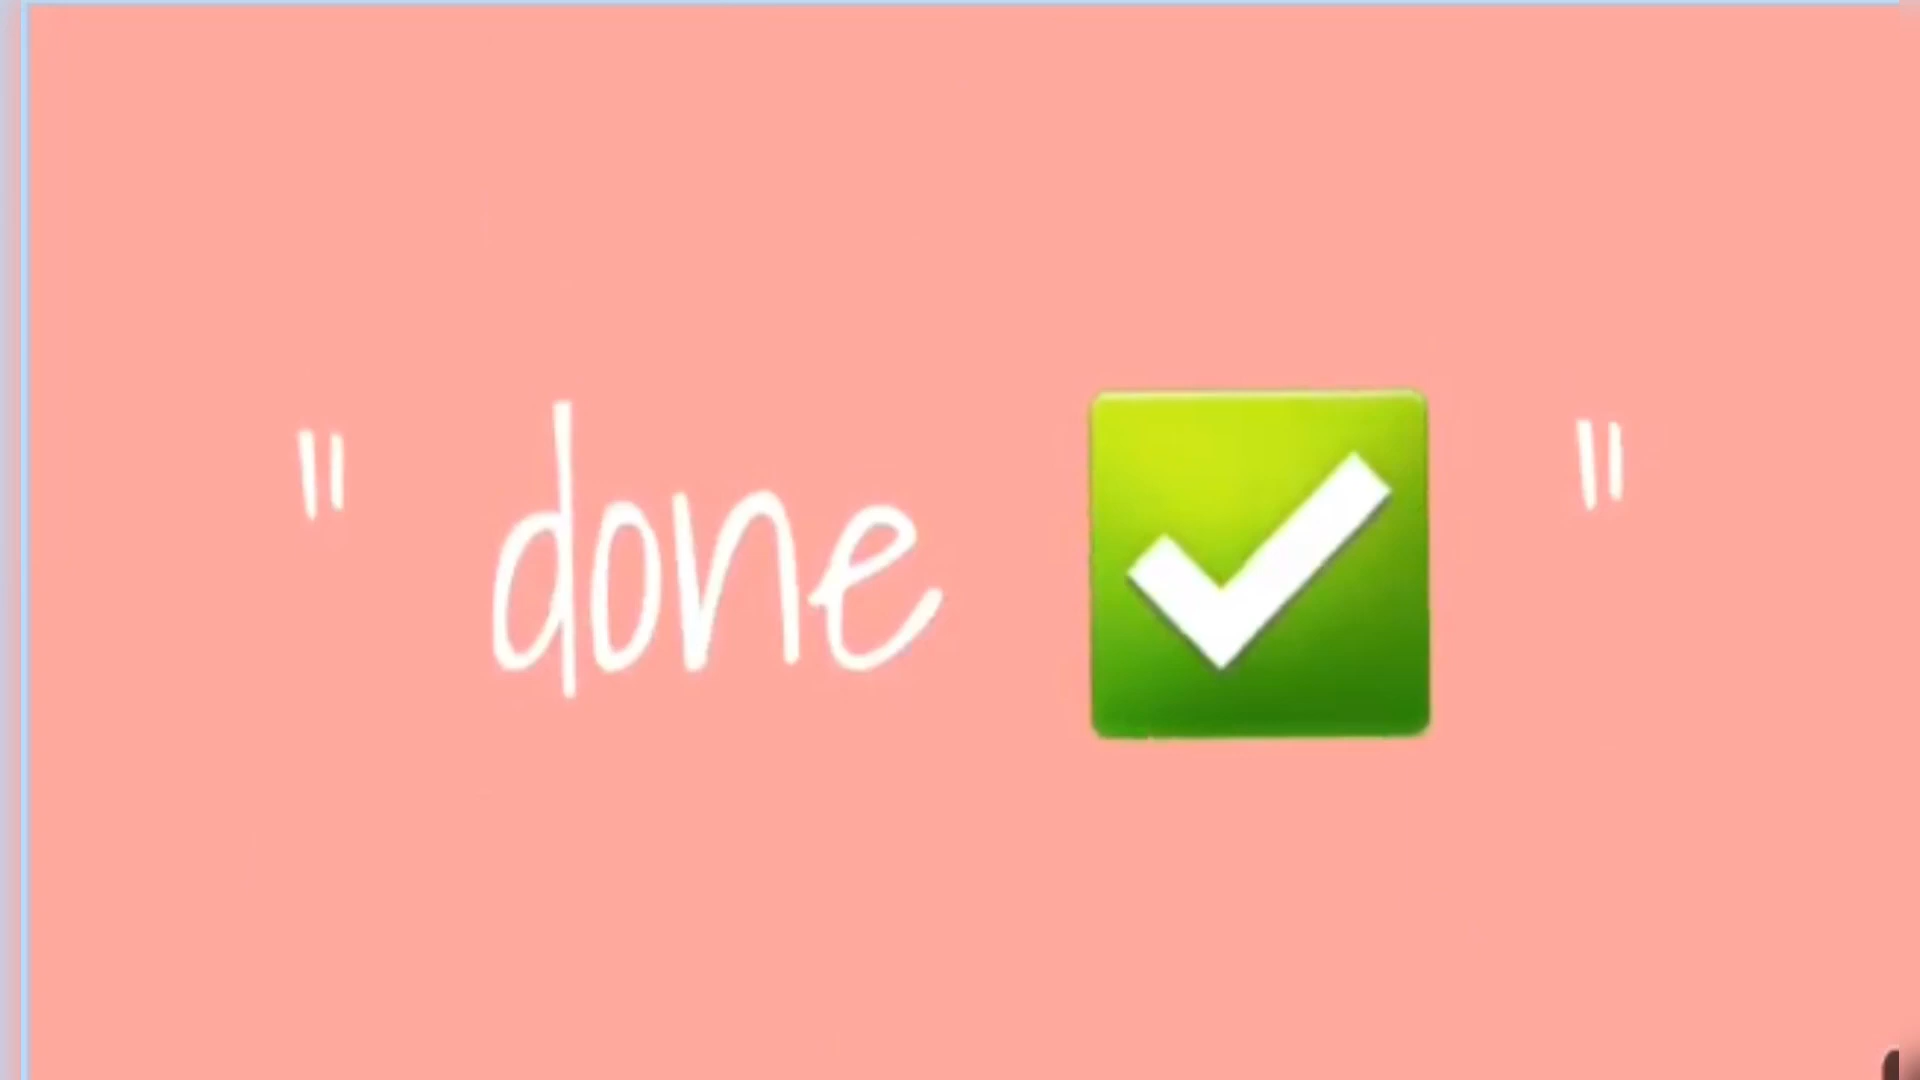 " done ✅ "